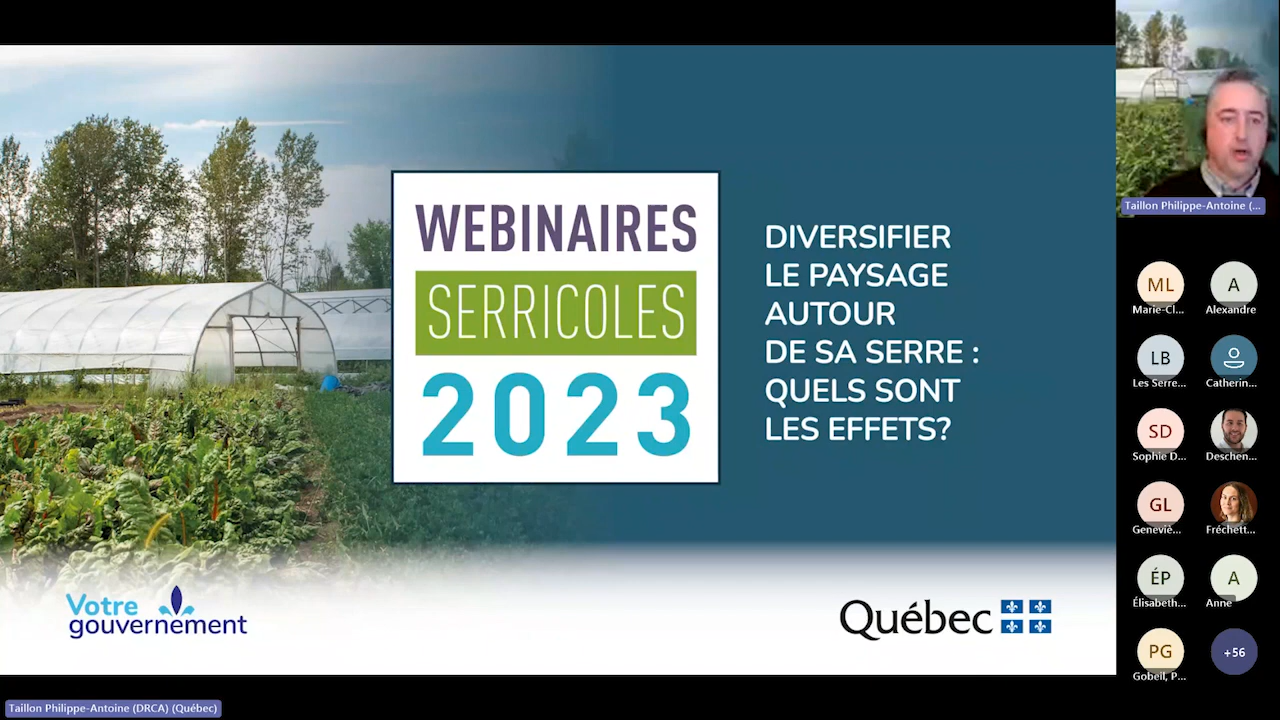 WEBINAIRES
SERRICOLES
2023
DIVERSIFIER
LE PAYSAGE
AUTOUR
DE SA SERRE :
QUELS SONT
LES EFFETS?
Votre
gouvernement
Québec
Taillon Philippe-Antoine (DRCA) (Québec)
Taillon Philippe-Antoine (...
ML
A
Marie-Cl...
Alexandre
LB
Les Serre...
Catherin...
SD
Sophie D...
Deschen...
GL
Genevièv...
Fréchett...
ÉP
A
Élisabeth...
Anne
PG
+56
Gobeil, P...